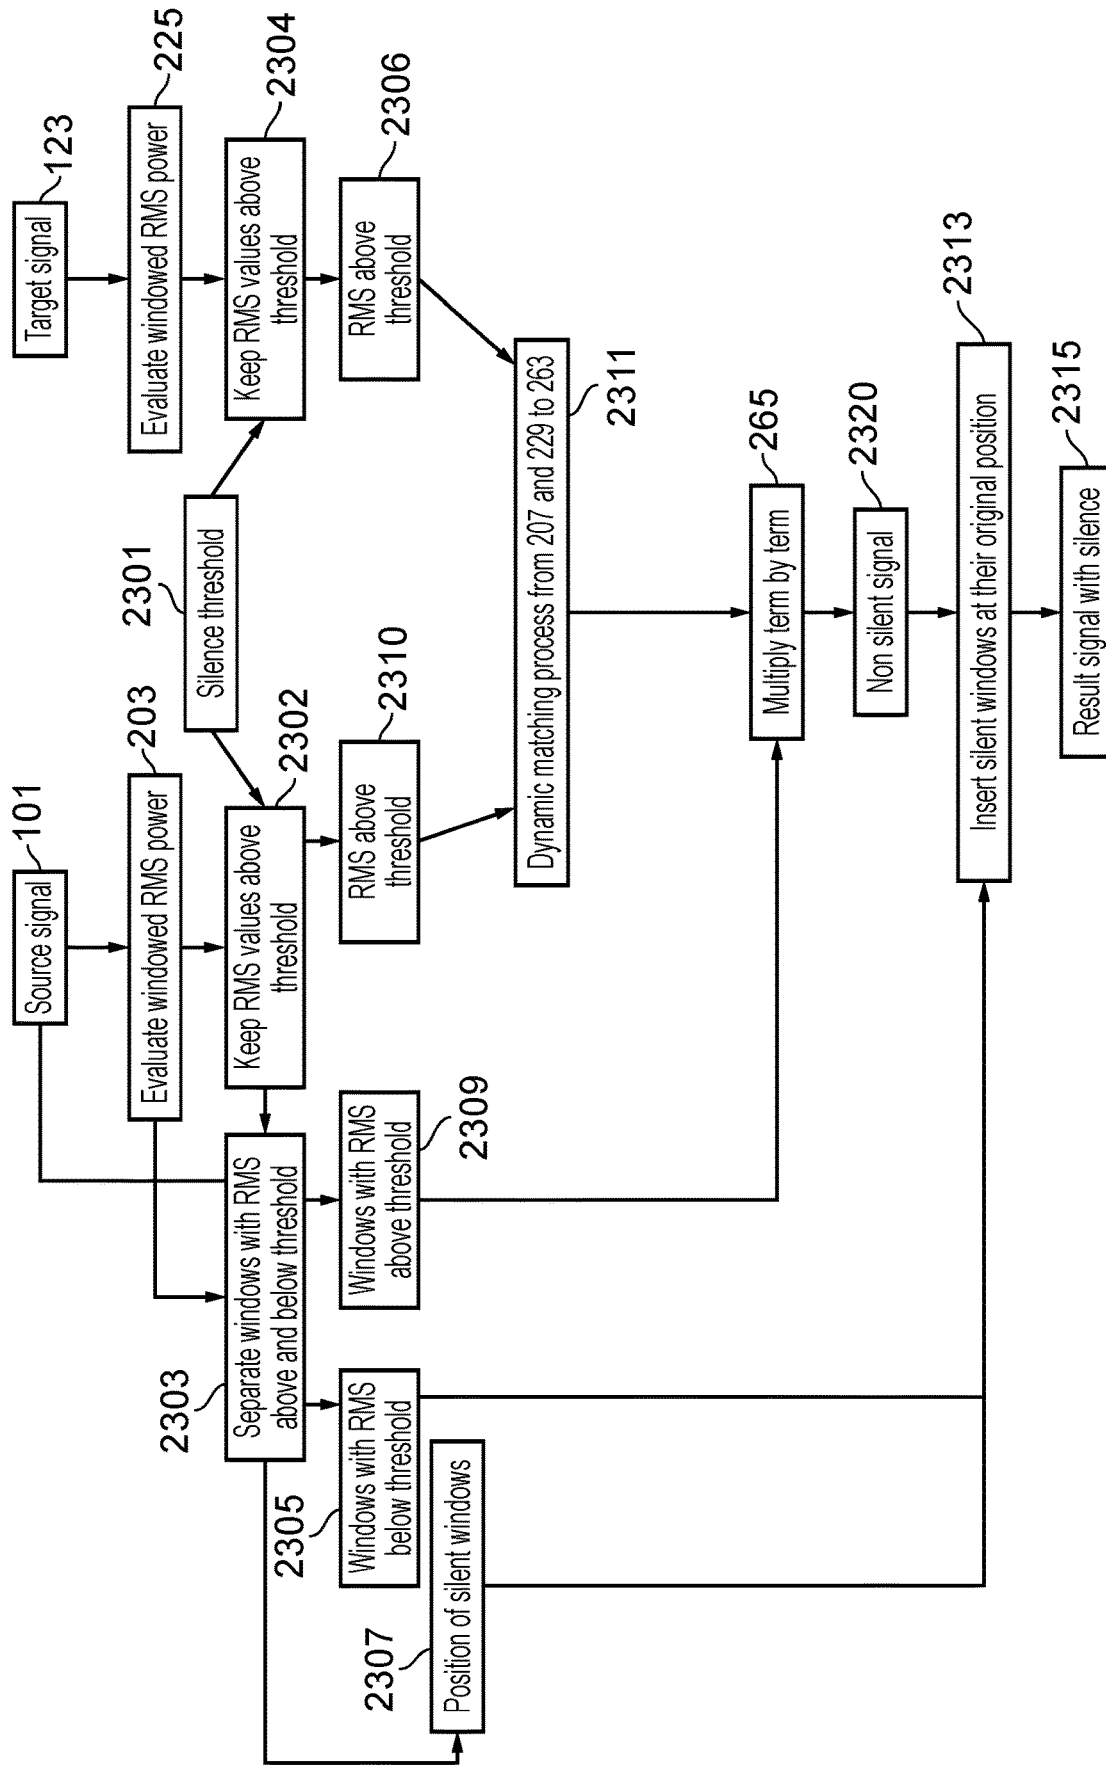 Source signal
101
Target signal
123
Evaluate windowed RMS power
203
Evaluate windowed RMS power
225
Silence threshold
2301
Separate windows with RMS
above and below threshold
2303
Keep RMS values above
threshold
2302
Keep RMS values above
threshold
2304
Windows with RMS
below threshold
2305
Windows with RMS
above threshold
2309
RMS above
threshold
2310
RMS above
threshold
2306
Position of silent windows
2307
Dynamic matching process from 207 and 229 to 263
2311
Multiply term by term
265
Non silent signal
2320
Insert silent windows at their original position
2313
Result signal with silence
2315